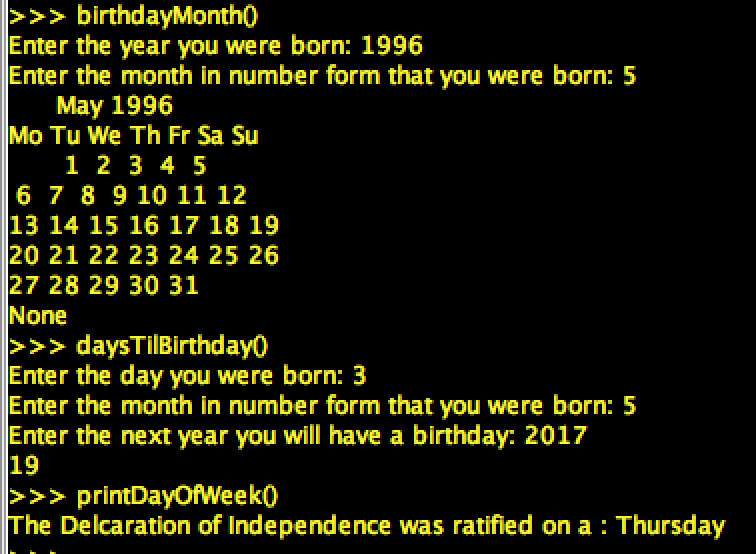 >>> birthdayMonth()
Enter the year you were born: 1996
Enter the month in number form that you were born: 5
      May 1996
Mo Tu We Th Fr Sa Su
       1  2  3  4  5
 6  7  8  9 10 11 12
13 14 15 16 17 18 19
20 21 22 23 24 25 26
27 28 29 30 31
None
>>> daysTilBirthday()
Enter the day you were born: 3
Enter the month in number form that you were born: 5
Enter the next year you will have a birthday: 2017
19
>>> printDayOfWeek()
The Delcaration of Independence was ratified on a : Thursday
>>>